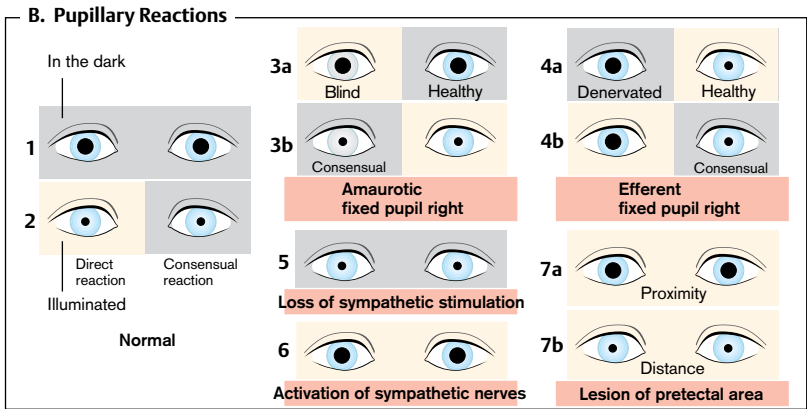 B. Pupillary Reactions
In the dark
1
2
Direct
reaction
Consensual
reaction
Illuminated
Normal
3a
Blind
Healthy
3b
Consensual
Amaurotic
fixed pupil right
4a
Denervated
Healthy
4b
Consensual
Efferent
fixed pupil right
5
Loss of sympathetic stimulation
6
Activation of sympathetic nerves
7a
Proximity
7b
Distance
Lesion of pretectal area